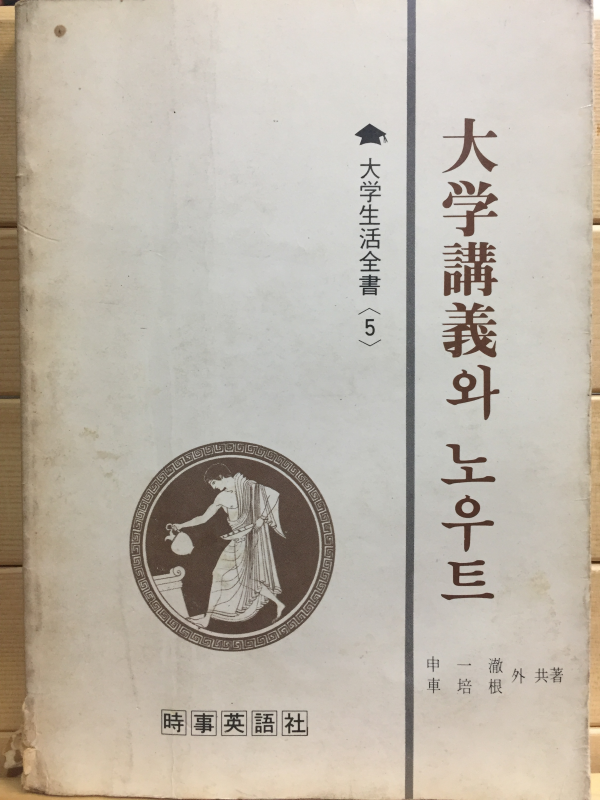 大学講義와 노우트
大学生活全書〈5〉
申一澈
車培根
外 共著
時事英語社